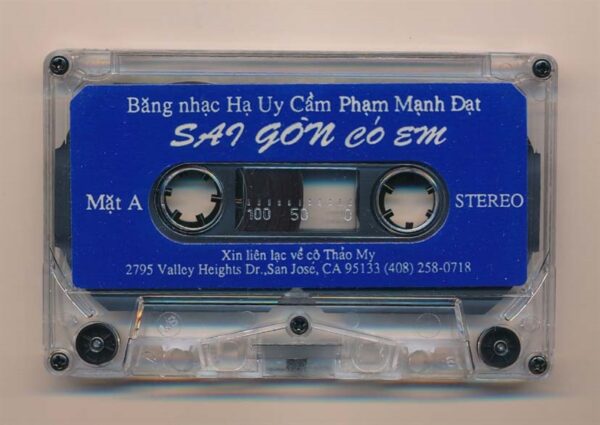 Băng nhạc Hạ Uy Cầm Phạm Mạnh Đạt
SAI GÒN CÓ EM
Mặt A
STEREO
100 50 0
Xin liên lạc về cô Thảo My
2795 Valley Heights Dr.,San Jose, CA 95133 (408) 258-0718